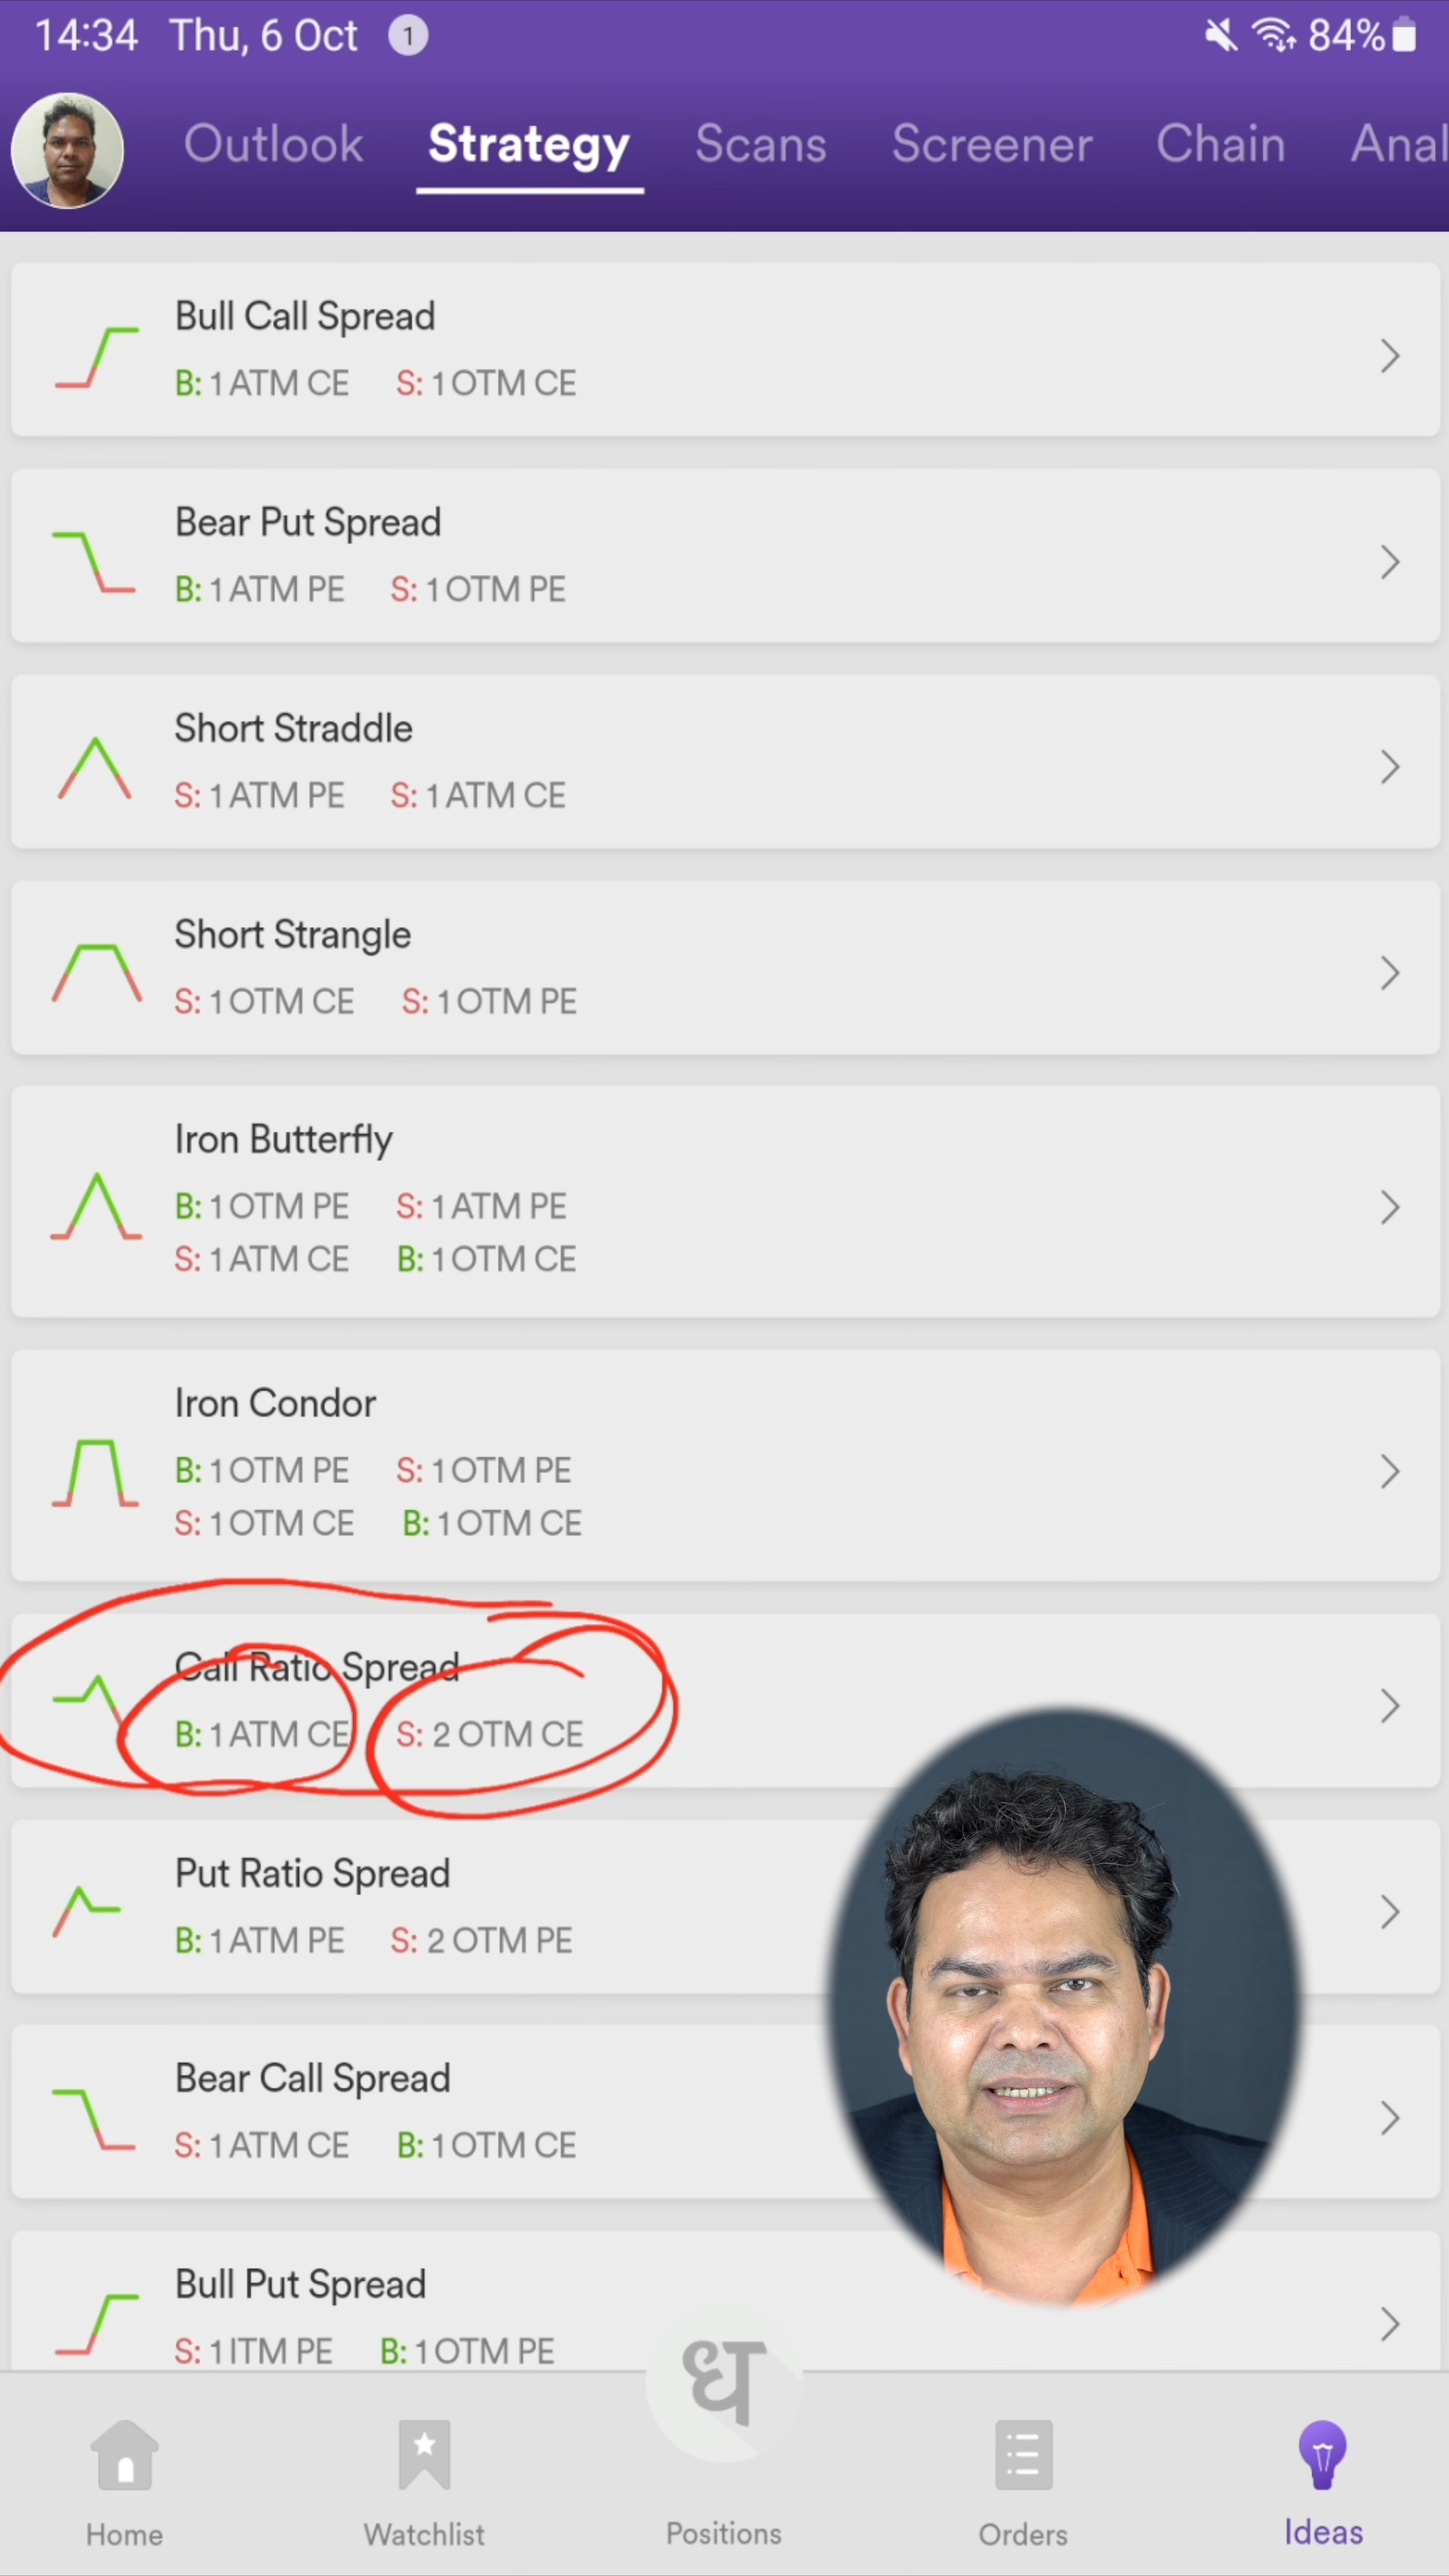 14:34 Thu, 6 Oct 1 84%
Outlook Strategy Scans Screener Chain Anal
Bull Call Spread
B: 1 ATM CE S: 1 OTM CE
Bear Put Spread
B: 1 ATM PE S: 1 OTM PE
Short Straddle
S: 1 ATM PE S: 1 ATM CE
Short Strangle
S: 1 OTM CE S: 1 OTM PE
Iron Butterfly
B: 1 OTM PE S: 1 ATM PE
S: 1 ATM CE B: 1 OTM CE
Iron Condor
B: 1 OTM PE S: 1 OTM PE
S: 1 OTM CE B: 1 OTM CE
Call Ratio Spread
B: 1 ATM CE S: 2 OTM CE
Put Ratio Spread
B: 1 ATM PE S: 2 OTM PE
Bear Call Spread
S: 1 ATM CE B: 1 OTM CE
Bull Put Spread
S: 1 ITM PE B: 1 OTM PE
ध
Home Watchlist Positions Orders Ideas